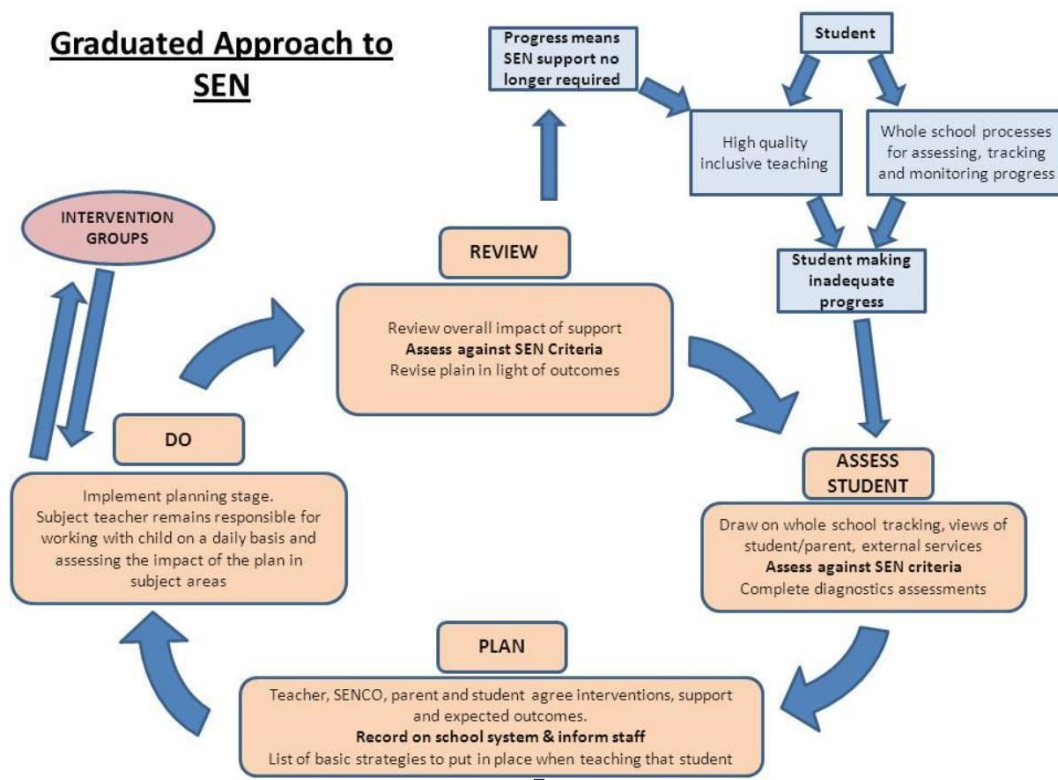 Graduated Approach to
SEN
Progress means
SEN support no
longer required
Student
High quality
inclusive teaching
Whole school processes
for assessing, tracking
and monitoring progress
Student making
inadequate
progress
INTERVENTION
GROUPS
REVIEW
Review overall impact of support
Assess against SEN Criteria
Revise plain in light of outcomes
DO
Implement planning stage.
Subject teacher remains responsible for
working with child on a daily basis and
assessing the impact of the plan in
subject areas
ASSESS
STUDENT
Draw on whole school tracking, views of
student/parent, external services
Assess against SEN criteria
Complete diagnostics assessments
PLAN
Teacher, SENCO, parent and student agree interventions, support
and expected outcomes.
Record on school system & inform staff
List of basic strategies to put in place when teaching that student